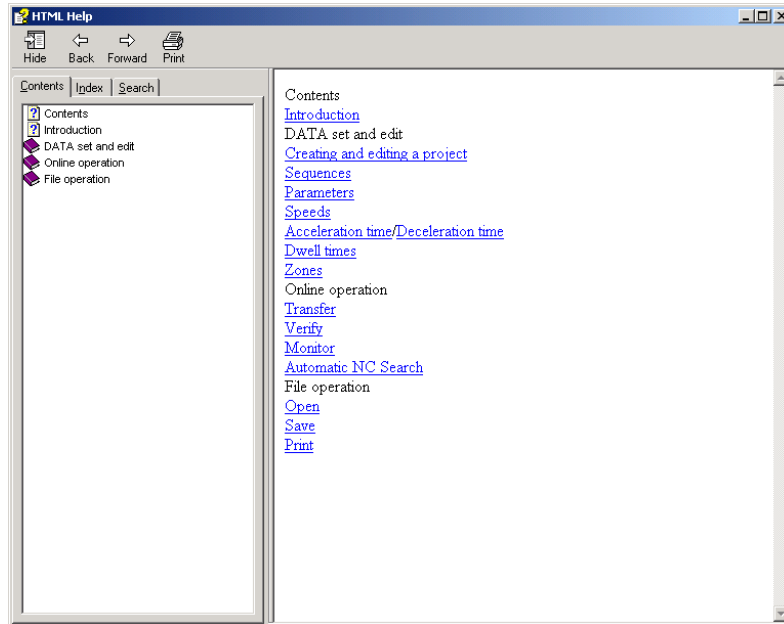 HTML Help
Hide Back Forward Print
Contents Index Search
Contents
Introduction
DATA set and edit
Online operation
File operation
Contents
Introduction
DATA set and edit
Creating and editing a project
Sequences
Parameters
Speeds
Acceleration time/Deceleration time
Dwell times
Zones
Online operation
Transfer
Verify
Monitor
Automatic NC Search
File operation
Open
Save
Print